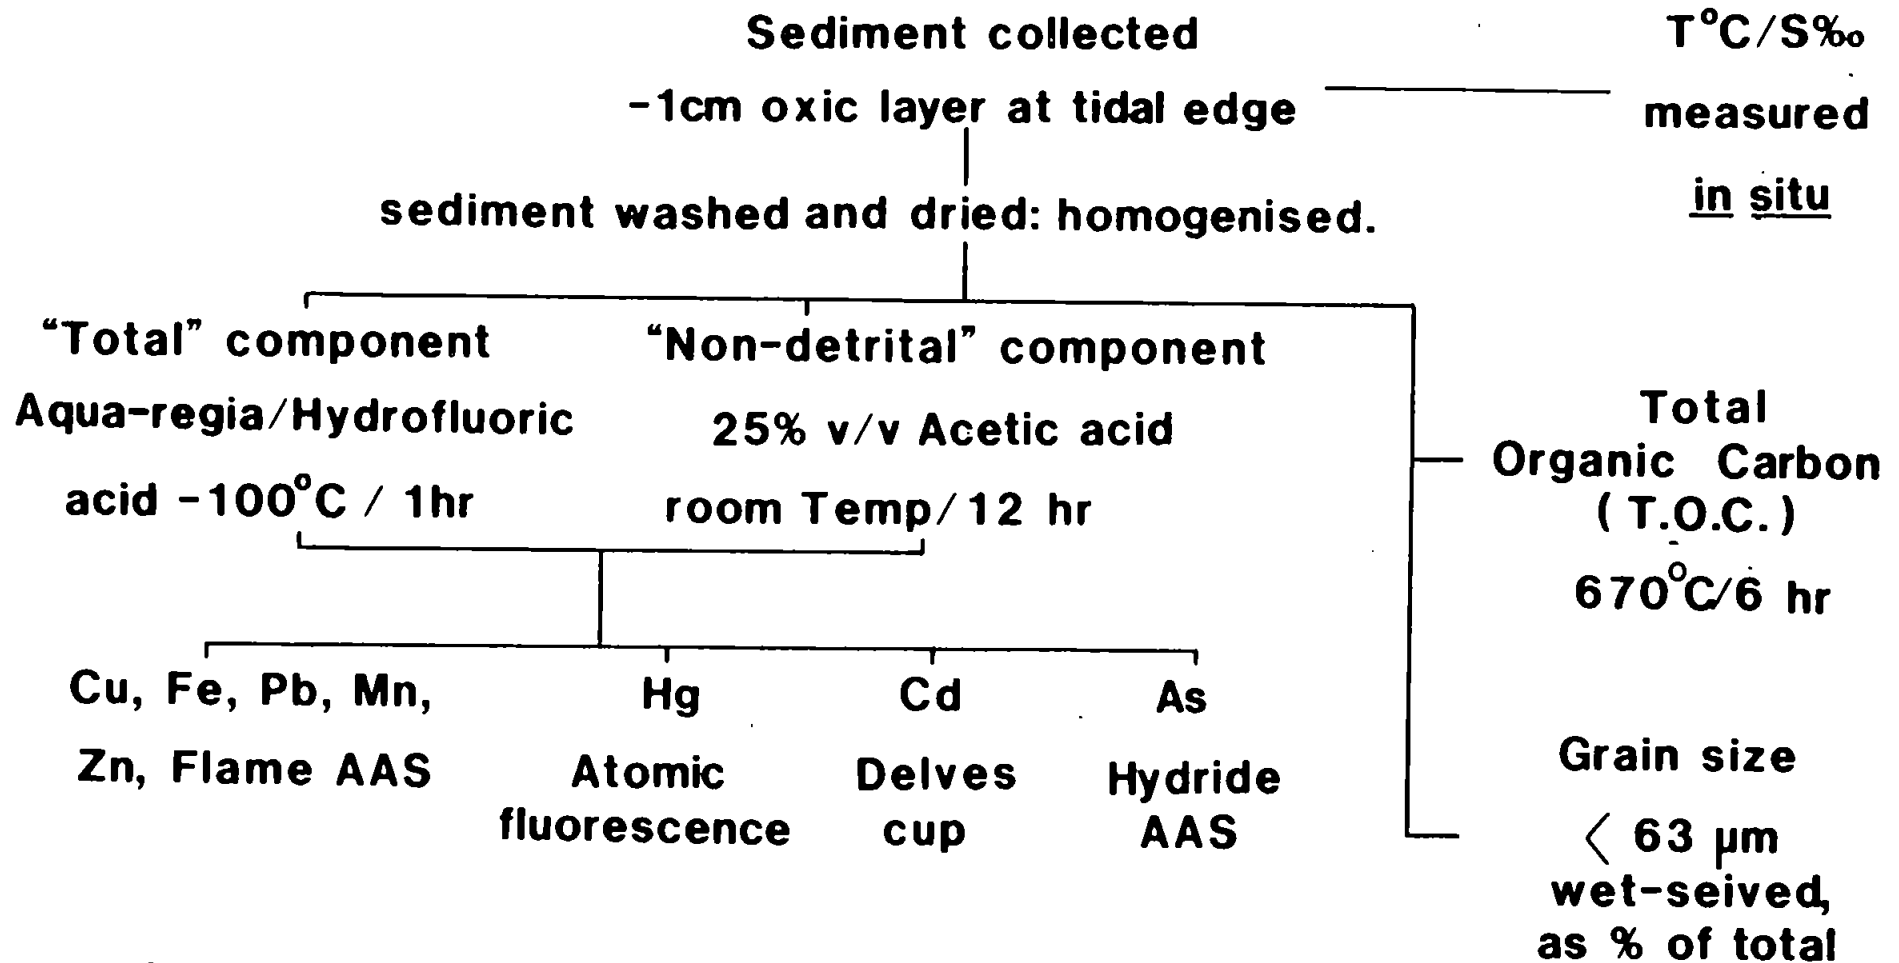 Sediment collected
-1cm oxic layer at tidal edge
T°C/S‰
measured
in situ
sediment washed and dried: homogenised.
“Total” component
Aqua-regia/Hydrofluoric
acid -100°C / 1hr
“Non-detrital” component
25% v/v Acetic acid
room Temp/ 12 hr
Total
Organic Carbon
( T.O.C. )
670°C/6 hr
Cu, Fe, Pb, Mn,
Zn, Flame AAS
Hg
Atomic
fluorescence
Cd
Delves
cup
As
Hydride
AAS
Grain size
< 63 µm
wet-seived,
as % of total